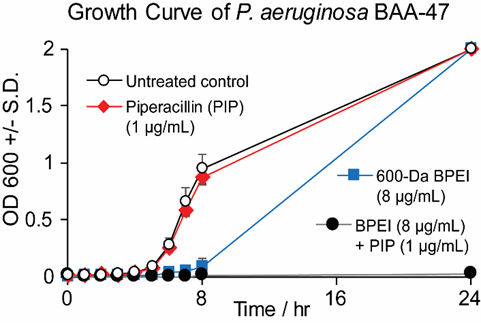 Growth Curve of P. aeruginosa BAA-47
OD 600 +/- S.D.
2
1.5
1
0.5
0
Untreated control
Piperacillin (PIP)
(1 µg/mL)
600-Da BPEI
(8 µg/mL)
BPEI (8 µg/mL)
+ PIP (1 µg/mL)
0 8 16 24
Time / hr